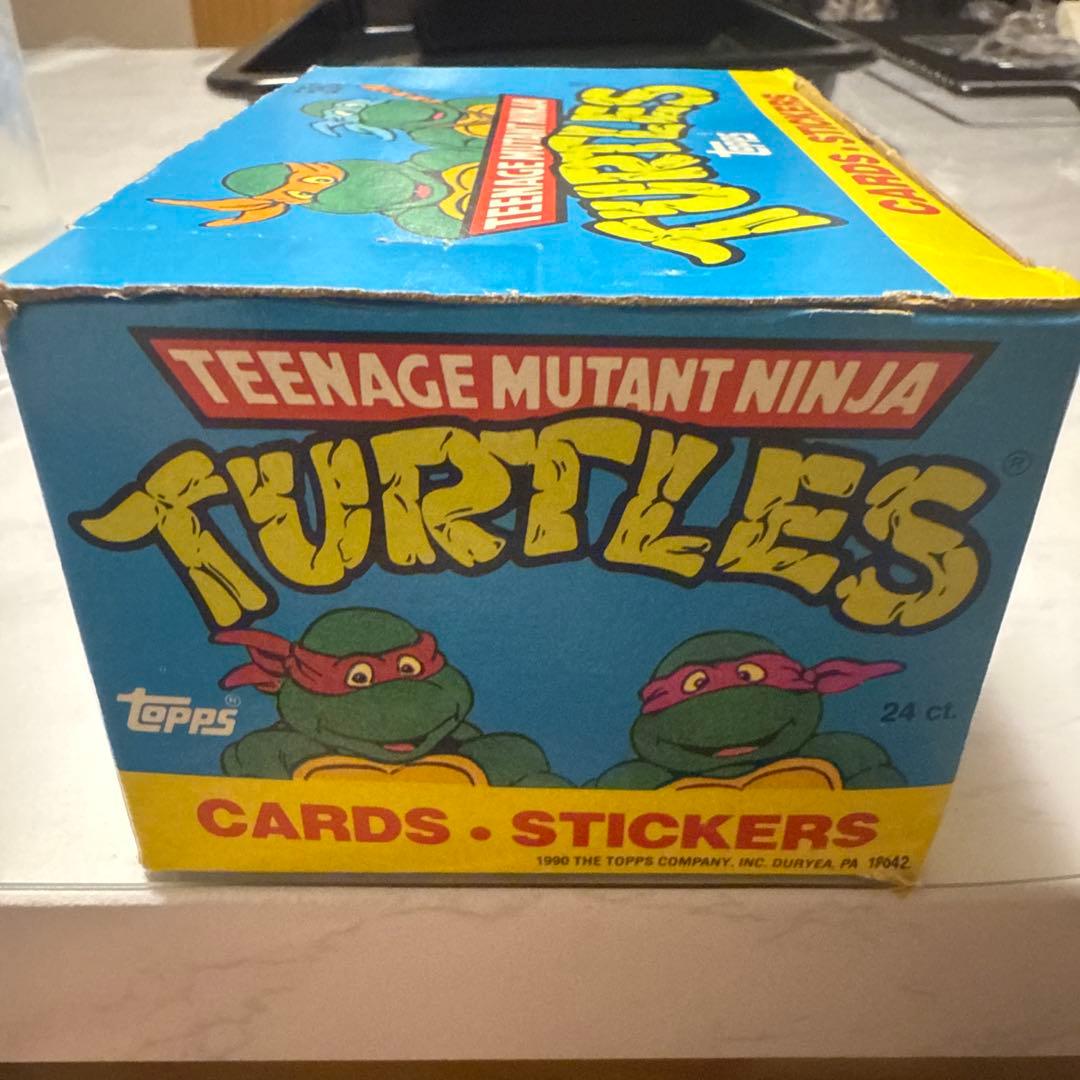 CARDS • STICKERS
TOPPS
TEENAGE MUTANT NINJA
TURTLES
TEENAGE MUTANT NINJA
TURTLES
®
TOPPS®
24 ct.
CARDS • STICKERS
1990 THE TOPPS COMPANY, INC. DURYEA, PA 18642